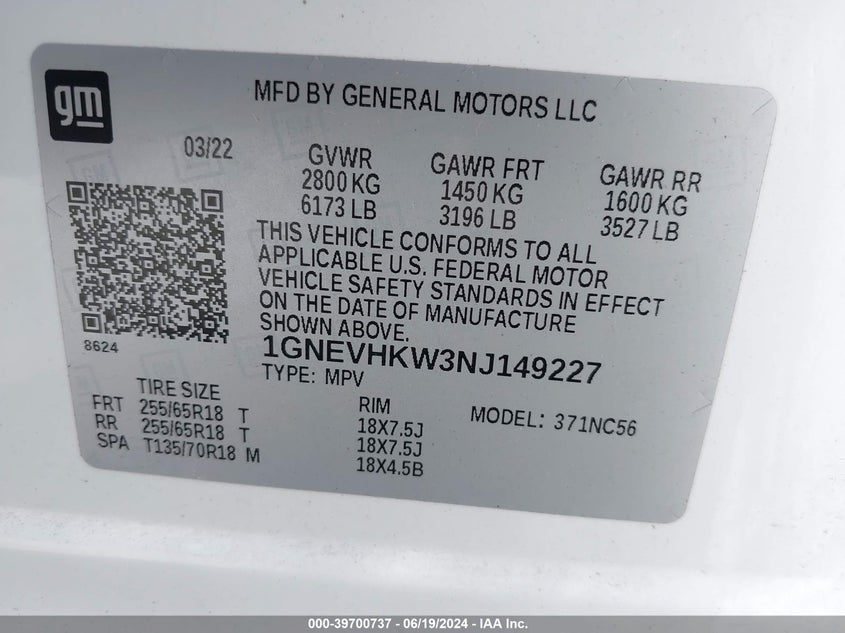 gm
MFD BY GENERAL MOTORS LLC
03/22
GVWR
2800 KG
6173 LB
GAWR FRT
1450 KG
3196 LB
GAWR RR
1600 KG
3527 LB
THIS VEHICLE CONFORMS TO ALL
APPLICABLE U.S. FEDERAL MOTOR
VEHICLE SAFETY STANDARDS IN EFFECT
ON THE DATE OF MANUFACTURE
SHOWN ABOVE.
8624
1GNEVHKW3NJ149227
TYPE: MPV
MODEL: 371NC56
TIRE SIZE
RIM
FRT 255/65R18 T 18X7.5J
RR 255/65R18 T 18X7.5J
SPA T135/70R18 M 18X4.5B
000-39700737 - 06/19/2024 - IAA Inc.